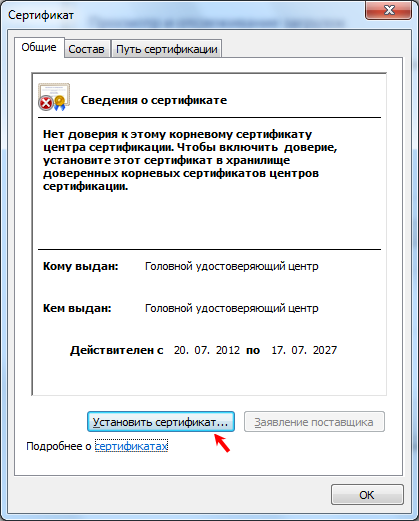 Сертификат
Общие Состав Путь сертификации
Сведения о сертификате
Нет доверия к этому корневому сертификату
центра сертификации. Чтобы включить доверие,
установите этот сертификат в хранилище
доверенных корневых сертификатов центров
сертификации.
Кому выдан: Головной удостоверяющий центр
Кем выдан: Головной удостоверяющий центр
Действителен с 20. 07. 2012 по 17. 07. 2027
Установить сертификат... Заявление поставщика
Подробнее о сертификатах
ОК